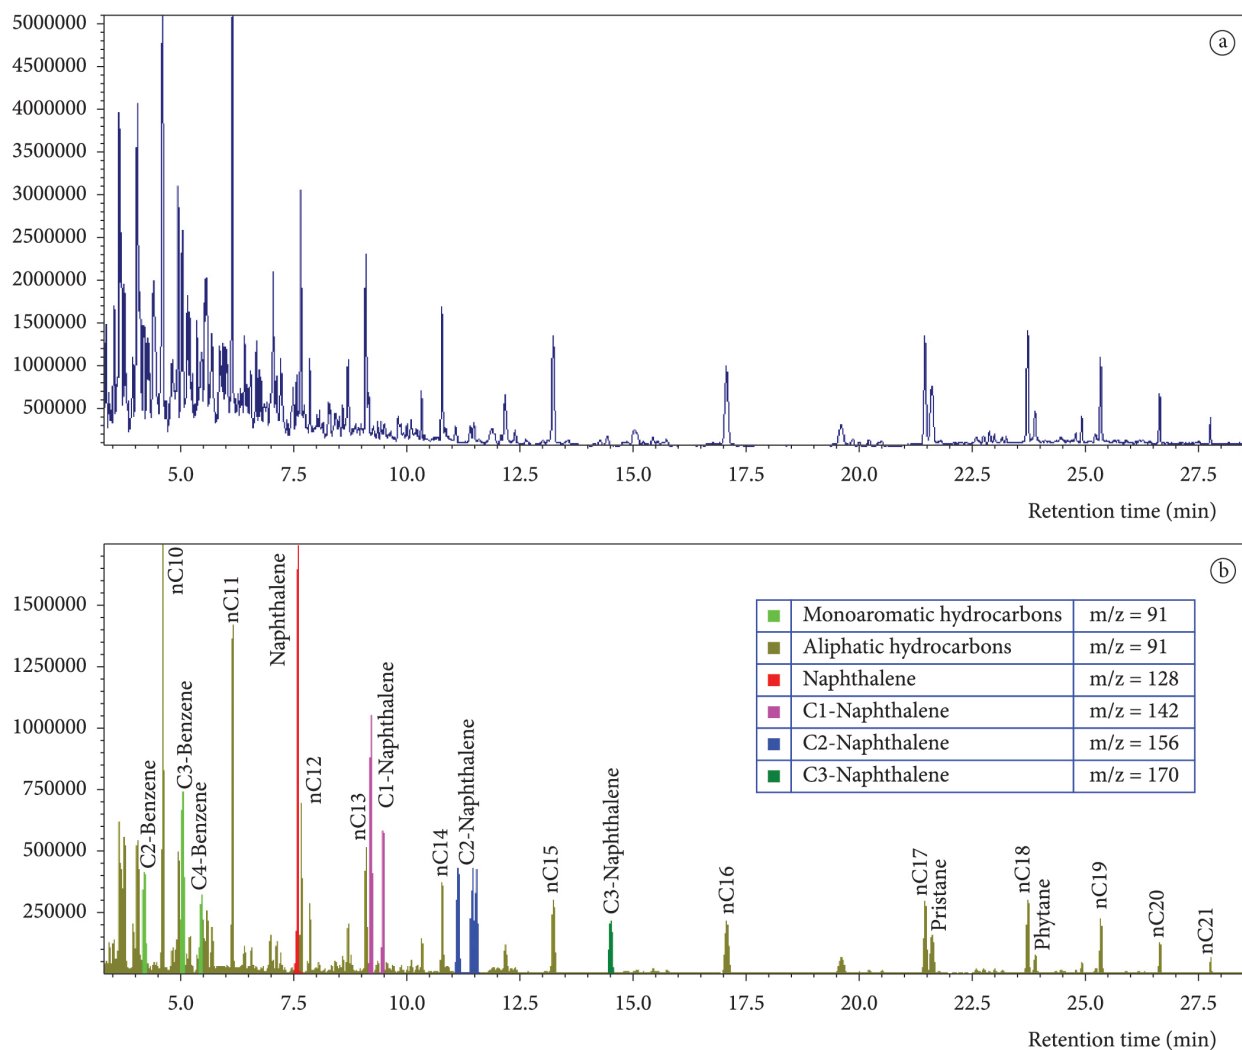 a
5000000
4500000
4000000
3500000
3000000
2500000
2000000
1500000
1000000
500000
5.0 7.5 10.0 12.5 15.0 17.5 20.0 22.5 25.0 27.5
Retention time (min)
b
1500000
1250000
1000000
750000
500000
250000
C2-Benzene
nC10
C3-Benzene
C4-Benzene
nC11
Naphthalene
nC12
nC13
C1-Naphthalene
nC14
C2-Naphthalene
nC15
C3-Naphthalene
nC16
nC17
Pristane
nC18
Phytane
nC19
nC20
nC21
Monoaromatic hydrocarbons m/z = 91
Aliphatic hydrocarbons m/z = 91
Naphthalene m/z = 128
C1-Naphthalene m/z = 142
C2-Naphthalene m/z = 156
C3-Naphthalene m/z = 170
5.0 7.5 10.0 12.5 15.0 17.5 20.0 22.5 25.0 27.5
Retention time (min)